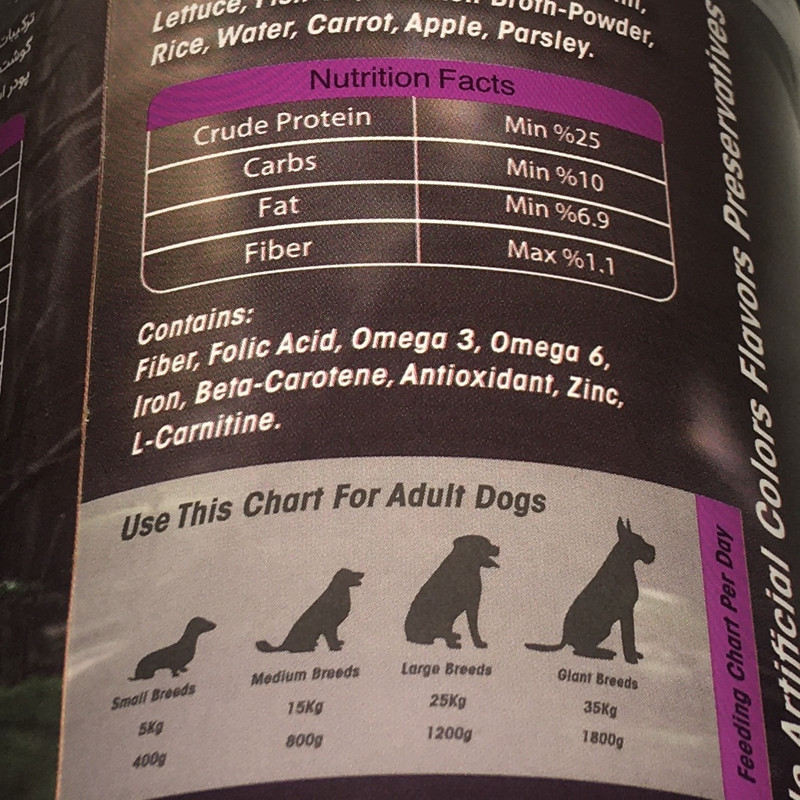 Lettuce,
Broth-Powder,
Rice, Water, Carrot, Apple, Parsley.
Nutrition Facts
Crude Protein Min %25
Carbs Min %10
Fat Min %6.9
Fiber Max %1.1
Contains:
Fiber, Folic Acid, Omega 3, Omega 6,
Iron, Beta-Carotene, Antioxidant, Zinc,
L-Carnitine.
Use This Chart For Adult Dogs
Small Breeds Medium Breeds Large Breeds Giant Breeds
5Kg 15Kg 25Kg 35Kg
400g 800g 1200g 1800g
Feeding Chart Per Day
Artificial Colors Flavors Preservatives